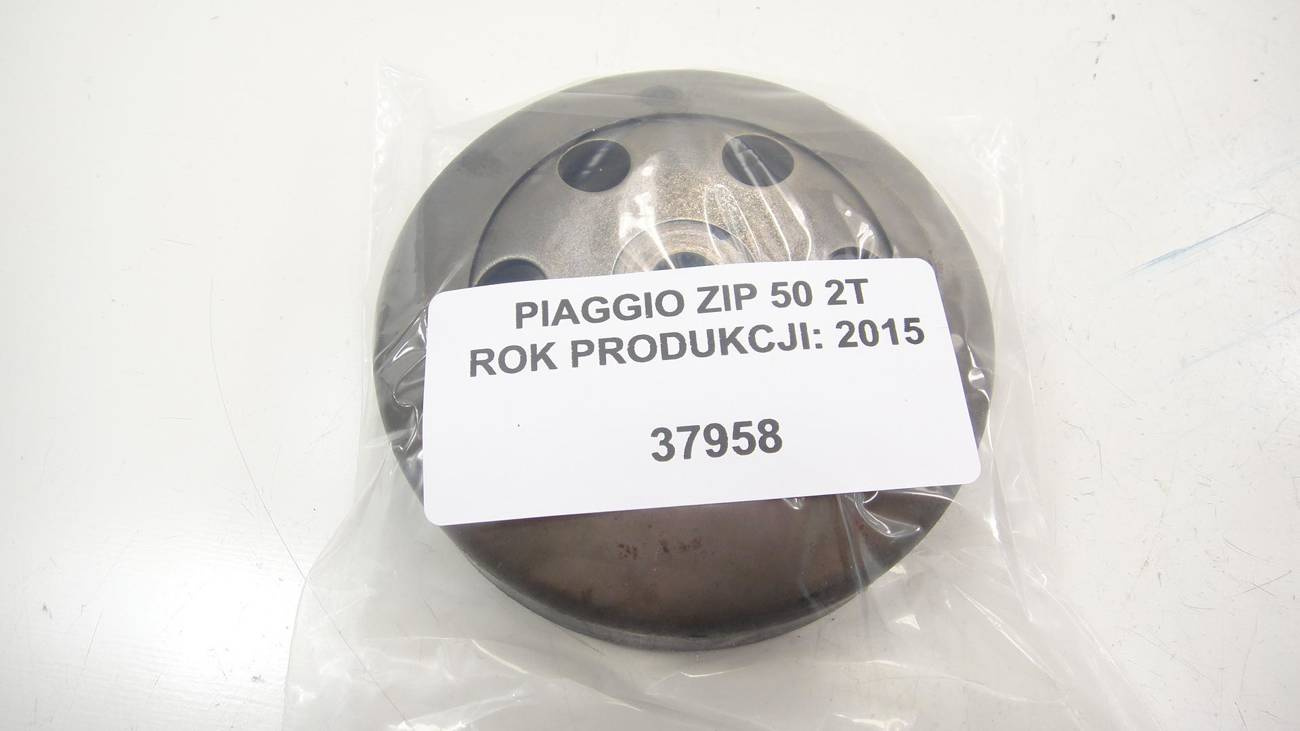 PIAGGIO ZIP 50 2T
ROK PRODUKCJI: 2015
37958